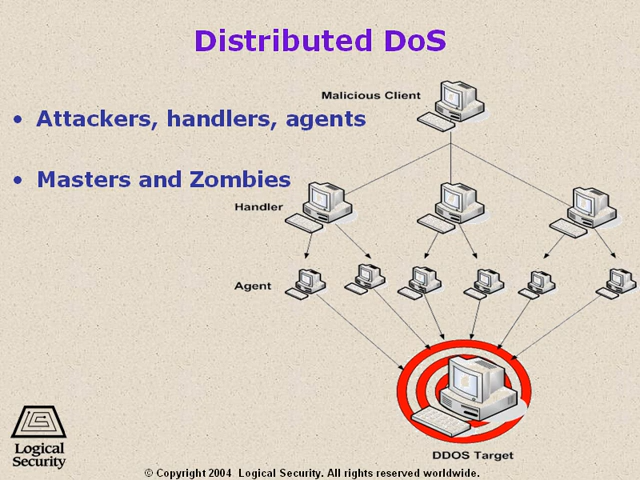 Distributed DoS
Malicious Client
• Attackers, handlers, agents
• Masters and Zombies
Handler
Agent
DDOS Target
Logical
Security
© Copyright 2004 Logical Security. All rights reserved worldwide.